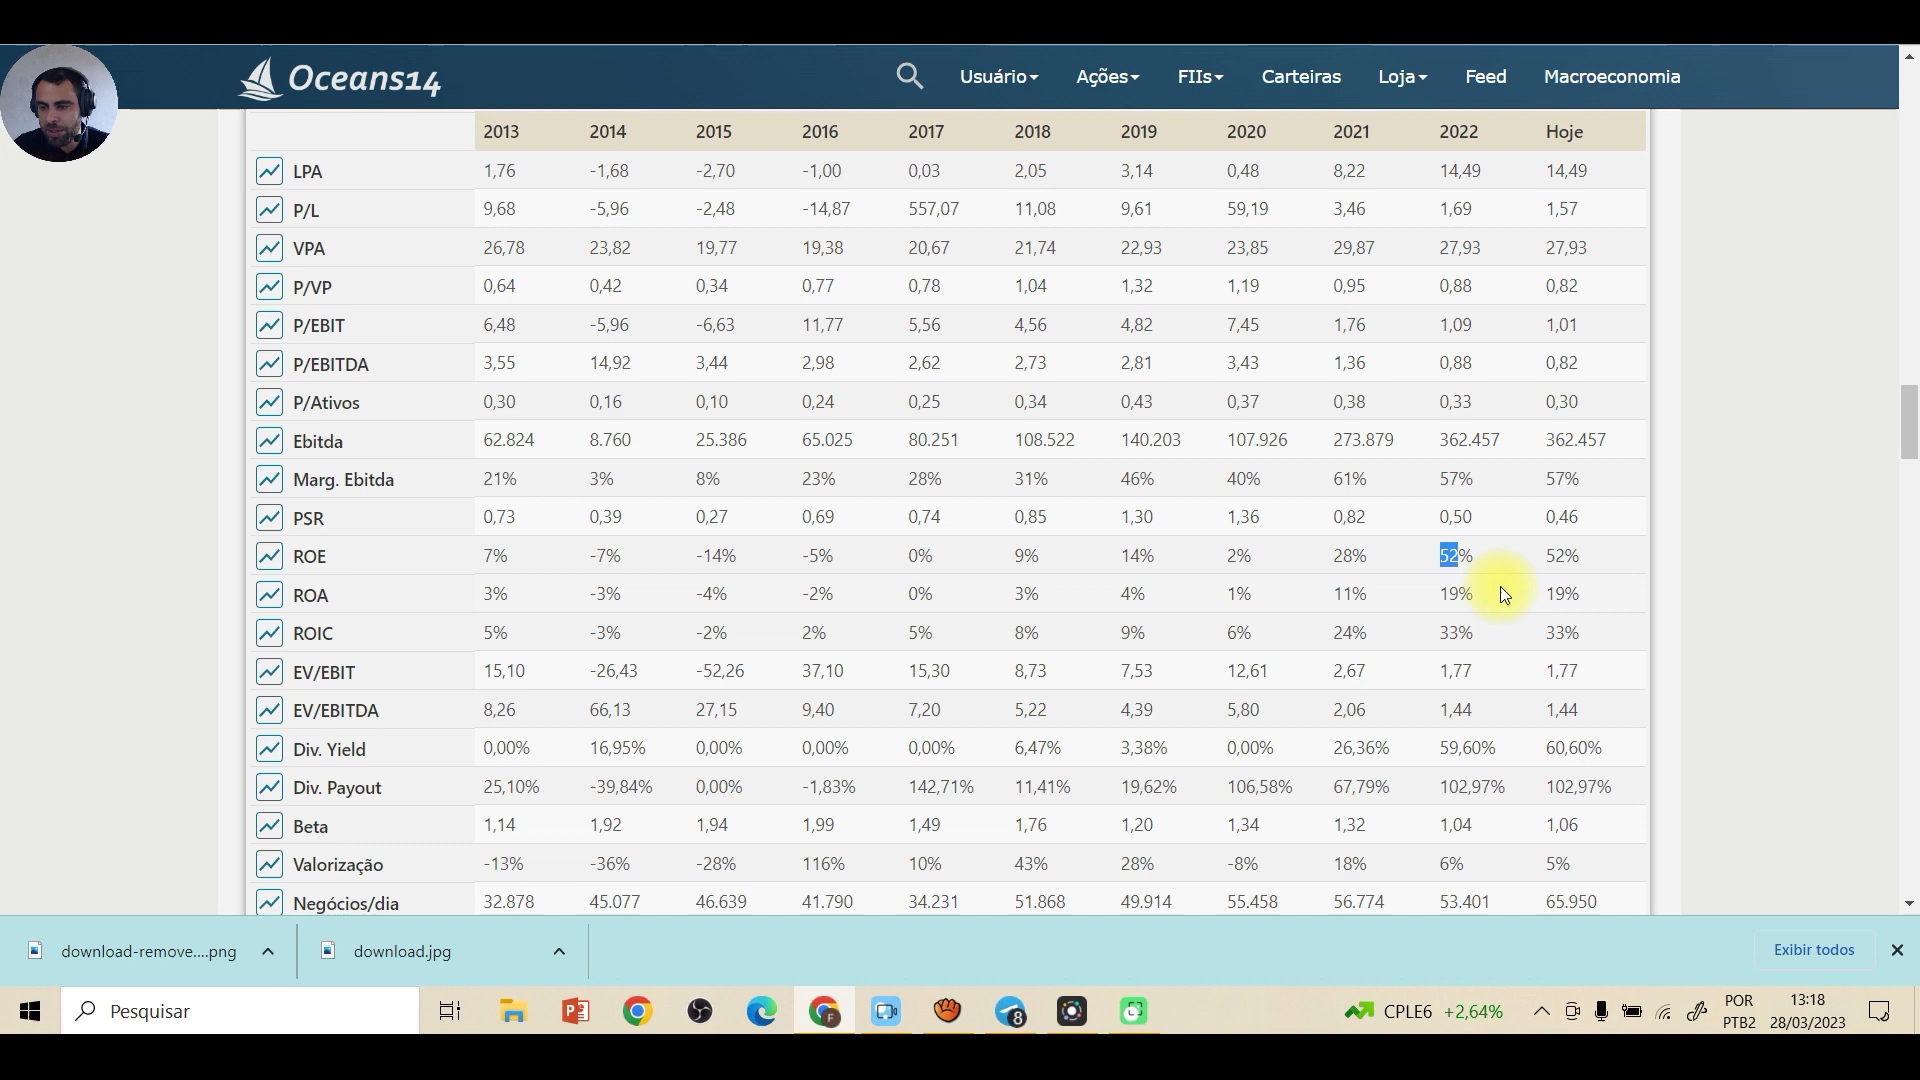 Oceans14 Usuário Ações FIIs Carteiras Loja Feed Macroeconomia
2013 2014 2015 2016 2017 2018 2019 2020 2021 2022 Hoje
LPA 1,76 -1,68 -2,70 -1,00 0,03 2,05 3,14 0,48 8,22 14,49 14,49
P/L 9,68 -5,96 -2,48 -14,87 557,07 11,08 9,61 59,19 3,46 1,69 1,57
VPA 26,78 23,82 19,77 19,38 20,67 21,74 22,93 23,85 29,87 27,93 27,93
P/VP 0,64 0,42 0,34 0,77 0,78 1,04 1,32 1,19 0,95 0,88 0,82
P/EBIT 6,48 -5,96 -6,63 11,77 5,56 4,56 4,82 7,45 1,76 1,09 1,01
P/EBITDA 3,55 14,92 3,44 2,98 2,62 2,73 2,81 3,43 1,36 0,88 0,82
P/Ativos 0,30 0,16 0,10 0,24 0,25 0,34 0,43 0,37 0,38 0,33 0,30
Ebitda 62.824 8.760 25.386 65.025 80.251 108.522 140.203 107.926 273.879 362.457 362.457
Marg. Ebitda 21% 3% 8% 23% 28% 31% 46% 40% 61% 57% 57%
PSR 0,73 0,39 0,27 0,69 0,74 0,85 1,30 1,36 0,82 0,50 0,46
ROE 7% -7% -14% -5% 0% 9% 14% 2% 28% 52% 52%
ROA 3% -3% -4% -2% 0% 3% 4% 1% 11% 19% 19%
ROIC 5% -3% -2% 2% 5% 8% 9% 6% 24% 33% 33%
EV/EBIT 15,10 -26,43 -52,26 37,10 15,30 8,73 7,53 12,61 2,67 1,77 1,77
EV/EBITDA 8,26 66,13 27,15 9,40 7,20 5,22 4,39 5,80 2,06 1,44 1,44
Div. Yield 0,00% 16,95% 0,00% 0,00% 0,00% 6,47% 3,38% 0,00% 26,36% 59,60% 60,60%
Div. Payout 25,10% -39,84% 0,00% -1,83% 142,71% 11,41% 19,62% 106,58% 67,79% 102,97% 102,97%
Beta 1,14 1,92 1,94 1,99 1,49 1,76 1,20 1,34 1,32 1,04 1,06
Valorização -13% -36% -28% 116% 10% 43% 28% -8% 18% 6% 5%
Negócios/dia 32.878 45.077 46.639 41.790 34.231 51.868 49.914 55.458 56.774 53.401 65.950
download-remove....png download.jpg Exibir todos
Pesquisar F 8 CPLE6 +2,64% POR 13:18
PTB2 28/03/2023